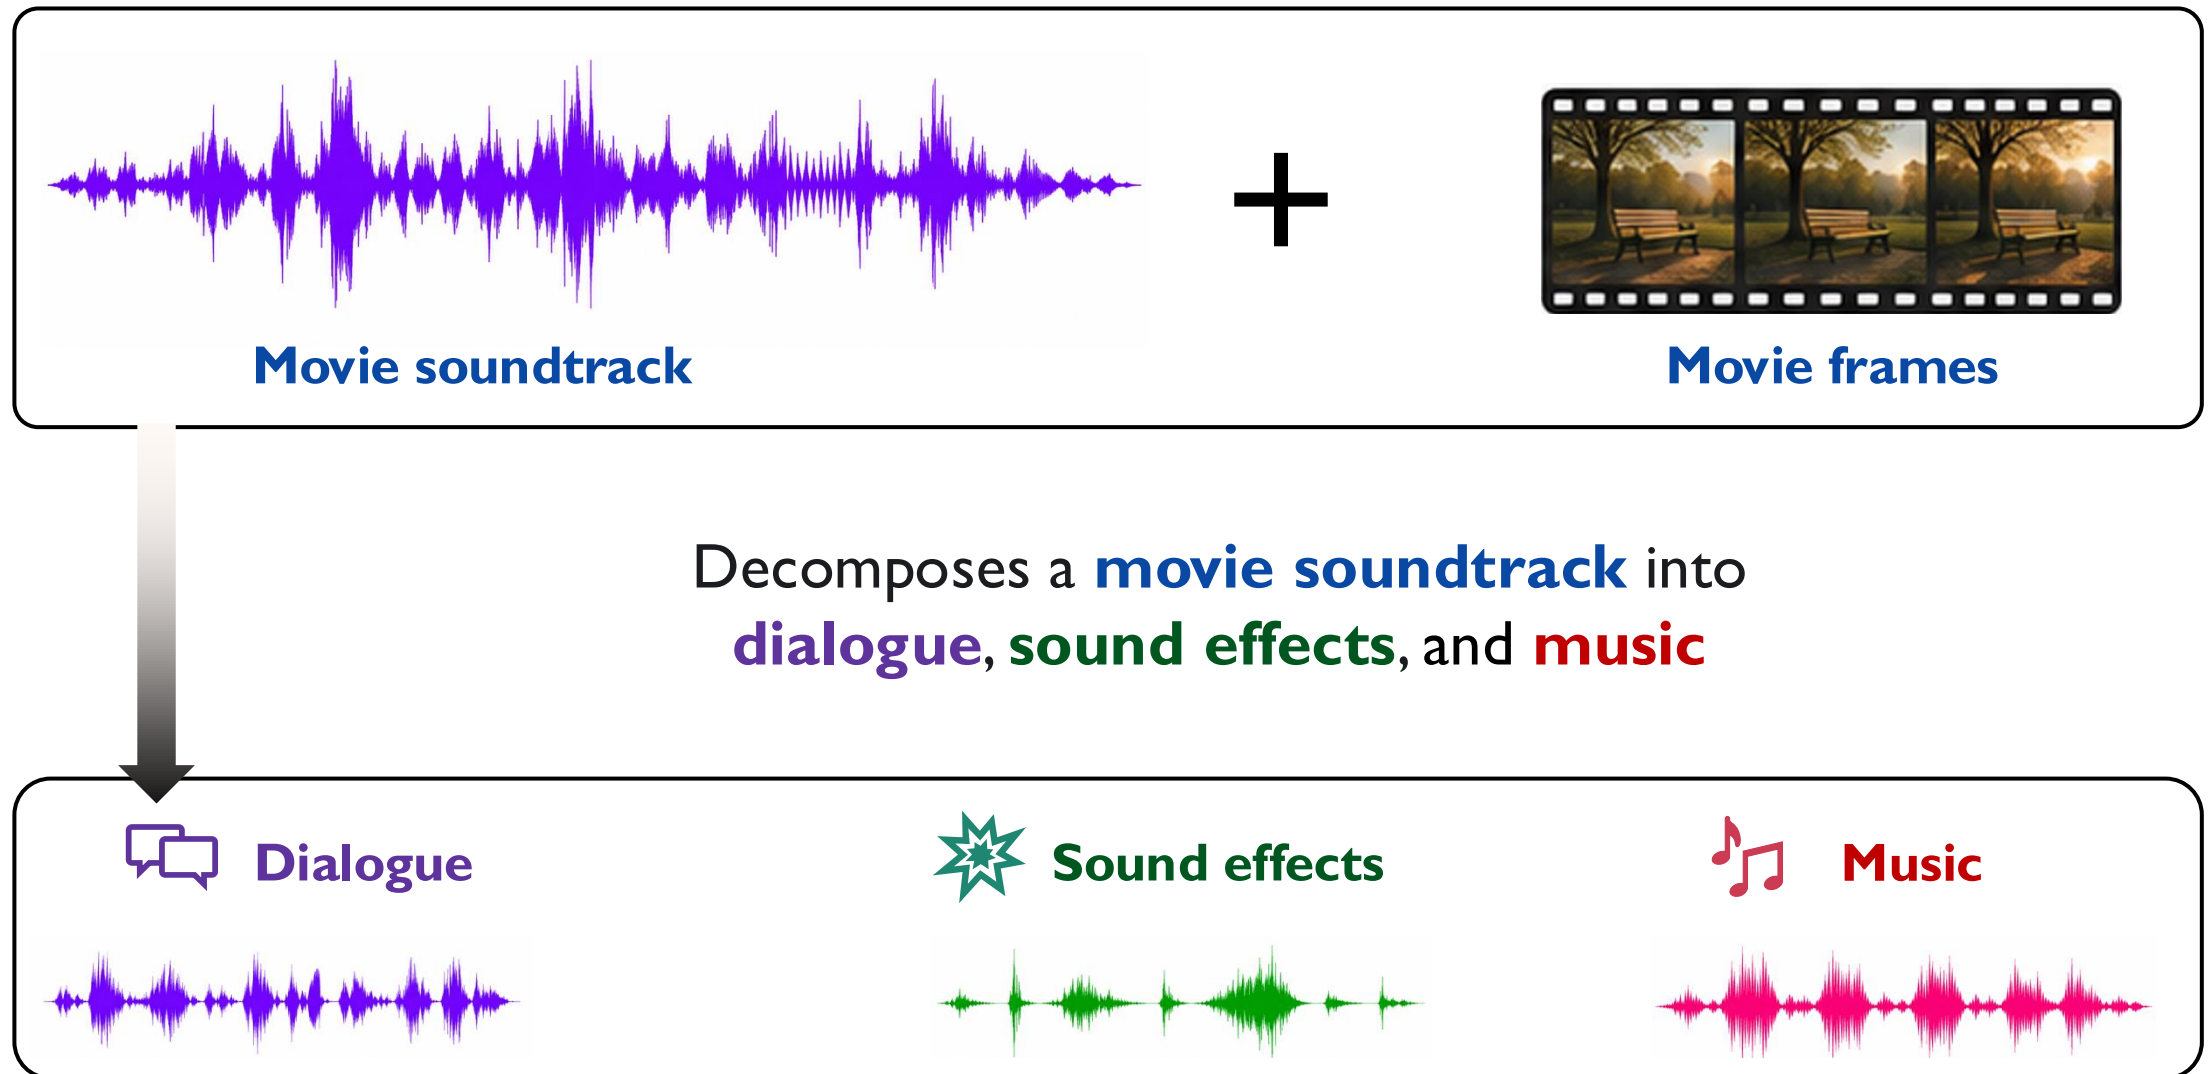 Movie soundtrack
Movie frames
Decomposes a movie soundtrack into
dialogue, sound effects, and music
Dialogue
Sound effects
Music